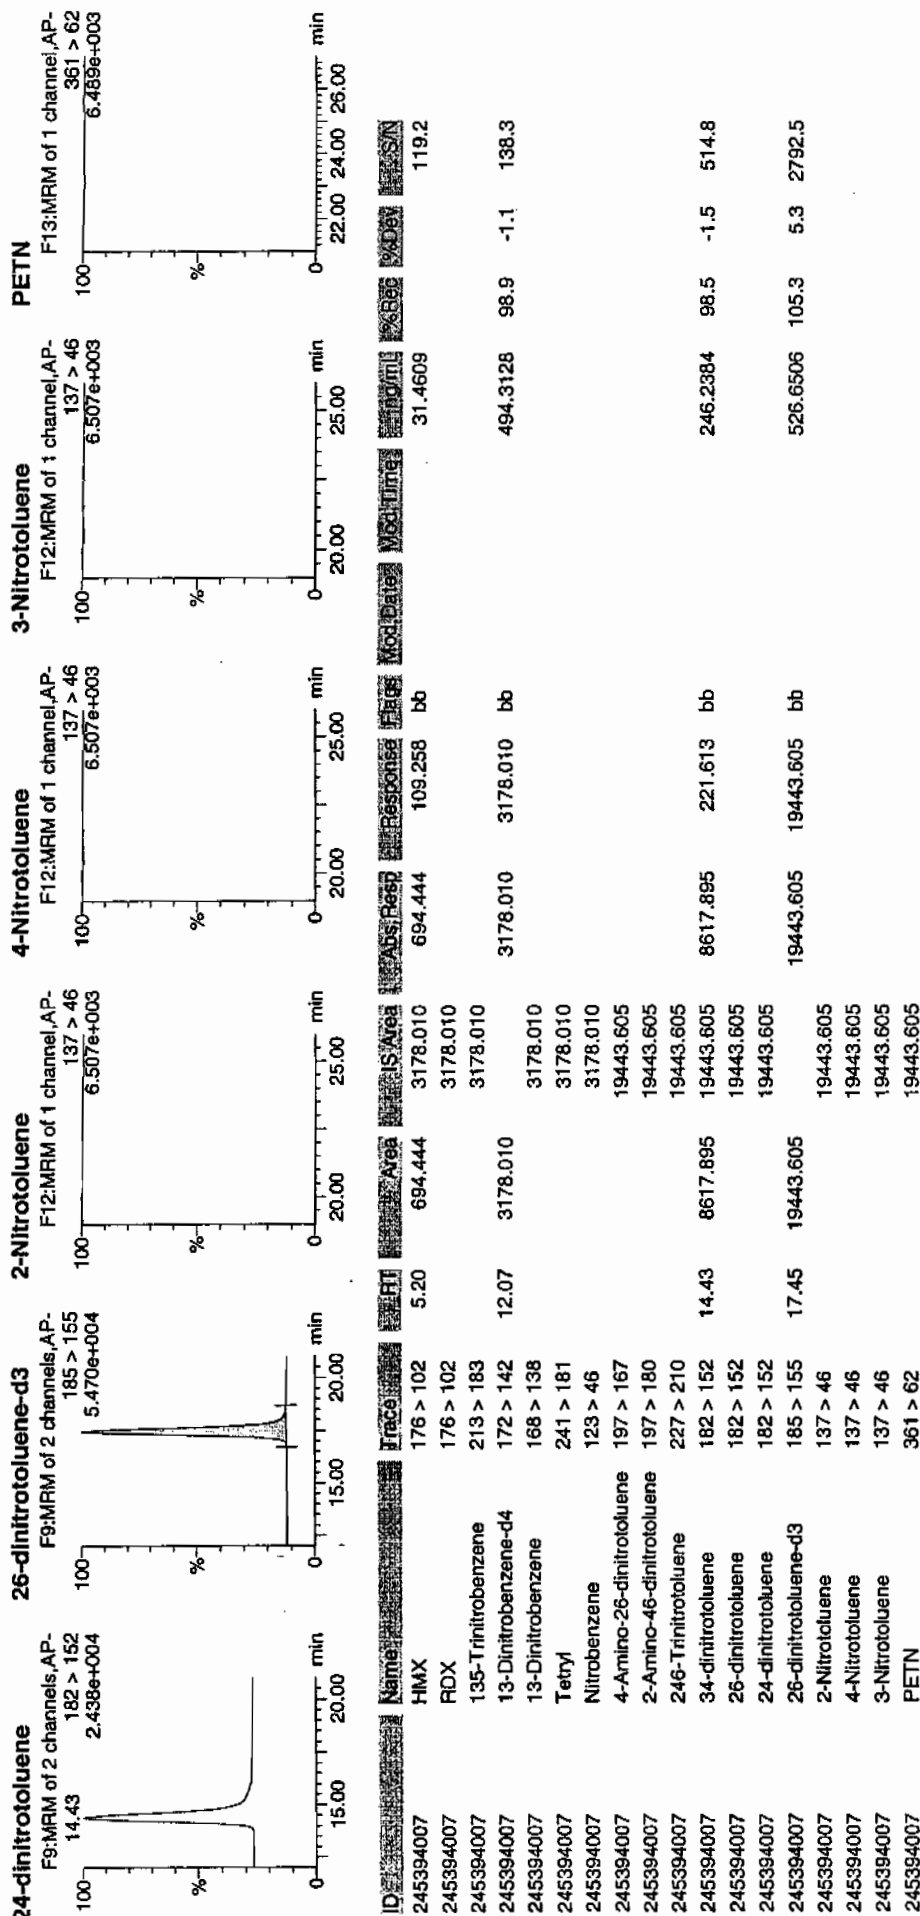 24-dinitrotoluene
F9:MRM of 2 channels,AP-
14.43 182 > 152
2.438e+004
100
%
0
15.00 20.00 min
26-dinitrotoluene-d3
F9:MRM of 2 channels,AP-
185 > 155
5.470e+004
100
%
0
15.00 20.00 min
2-Nitrotoluene
F12:MRM of 1 channel,AP-
137 > 46
6.507e+003
100
%
0
20.00 25.00 min
4-Nitrotoluene
F12:MRM of 1 channel,AP-
137 > 46
6.507e+003
100
%
0
20.00 25.00 min
3-Nitrotoluene
F12:MRM of 1 channel,AP-
137 > 46
6.507e+003
100
%
0
20.00 25.00 min
PETN
F13:MRM of 1 channel,AP-
361 > 62
6.489e+003
100
%
0
22.00 24.00 26.00 min
ID Name Trace RT Area IS Area Abs.Resp Response Flags Mod.Date Mod.Time ng/mL %Rec %Dev S/N
245394007 HMX 176 > 102 5.20 694.444 3178.010 694.444 109.258 bb 31.4609 119.2
245394007 RDX 176 > 102 3178.010
245394007 135-Trinitrobenzene 213 > 183 3178.010
245394007 13-Dinitrobenzene-d4 172 > 142 12.07 3178.010 3178.010 3178.010 bb 494.3128 98.9 -1.1 138.3
245394007 13-Dinitrobenzene 168 > 138 3178.010
245394007 Tetryl 241 > 181 3178.010
245394007 Nitrobenzene 123 > 46 3178.010
245394007 4-Amino-26-dinitrotoluene 197 > 167 19443.605
245394007 2-Amino-46-dinitrotoluene 197 > 180 19443.605
245394007 246-Trinitrotoluene 227 > 210 19443.605
245394007 34-dinitrotoluene 182 > 152 14.43 8617.895 19443.605 8617.895 221.613 bb 246.2384 98.5 -1.5 514.8
245394007 26-dinitrotoluene 182 > 152 19443.605
245394007 24-dinitrotoluene 182 > 152 19443.605
245394007 26-dinitrotoluene-d3 185 > 155 17.45 19443.605 19443.605 19443.605 bb 526.6506 105.3 5.3 2792.5
245394007 2-Nitrotoluene 137 > 46 19443.605
245394007 4-Nitrotoluene 137 > 46 19443.605
245394007 3-Nitrotoluene 137 > 46 19443.605
245394007 PETN 361 > 62 19443.605